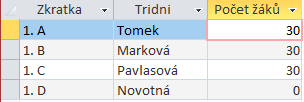 Zkratka Tridni Počet žáků
1. A Tomek 30
1. B Marková 30
1. C Pavlasová 30
1. D Novotná 0